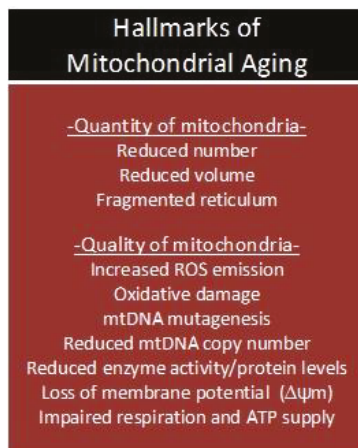 Hallmarks of
Mitochondrial Aging
-Quantity of mitochondria-
Reduced number
Reduced volume
Fragmented reticulum
-Quality of mitochondria-
Increased ROS emission
Oxidative damage
mtDNA mutagenesis
Reduced mtDNA copy number
Reduced enzyme activity/protein levels
Loss of membrane potential (Δψm)
Impaired respiration and ATP supply